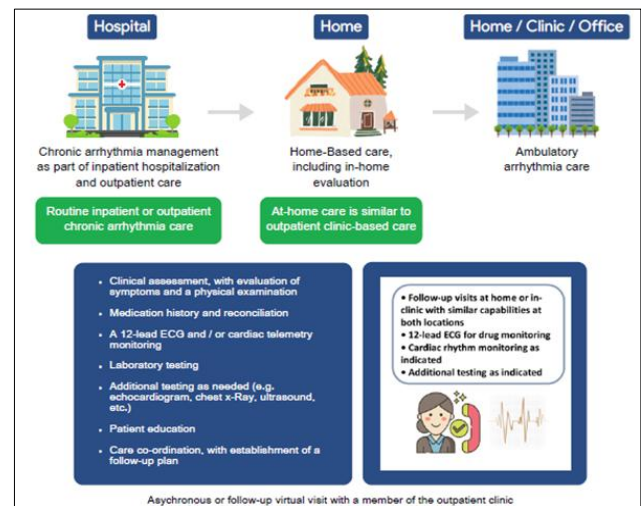 Hospital
Home
Home / Clinic / Office
Chronic arrhythmia management
as part of inpatient hospitalization
and outpatient care
Home-Based care,
including in-home
evaluation
Ambulatory
arrhythmia care
Routine inpatient or outpatient
chronic arrhythmia care
At-home care is similar to
outpatient clinic-based care
• Clinical assessment, with evaluation of
symptoms and a physical examination
• Medication history and reconciliation
• A 12-lead ECG and / or cardiac telemetry
monitoring
• Laboratory testing
• Additional testing as needed (e.g.
echocardiogram, chest x-Ray, ultrasound,
etc.)
• Patient education
• Care co-ordination, with establishment of a
follow-up plan
• Follow-up visits at home or in-
clinic with similar capabilities at
both locations
• 12-lead ECG for drug monitoring
• Cardiac rhythm monitoring as
indicated
• Additional testing as indicated
Asychronous or follow-up virtual visit with a member of the outpatient clinic